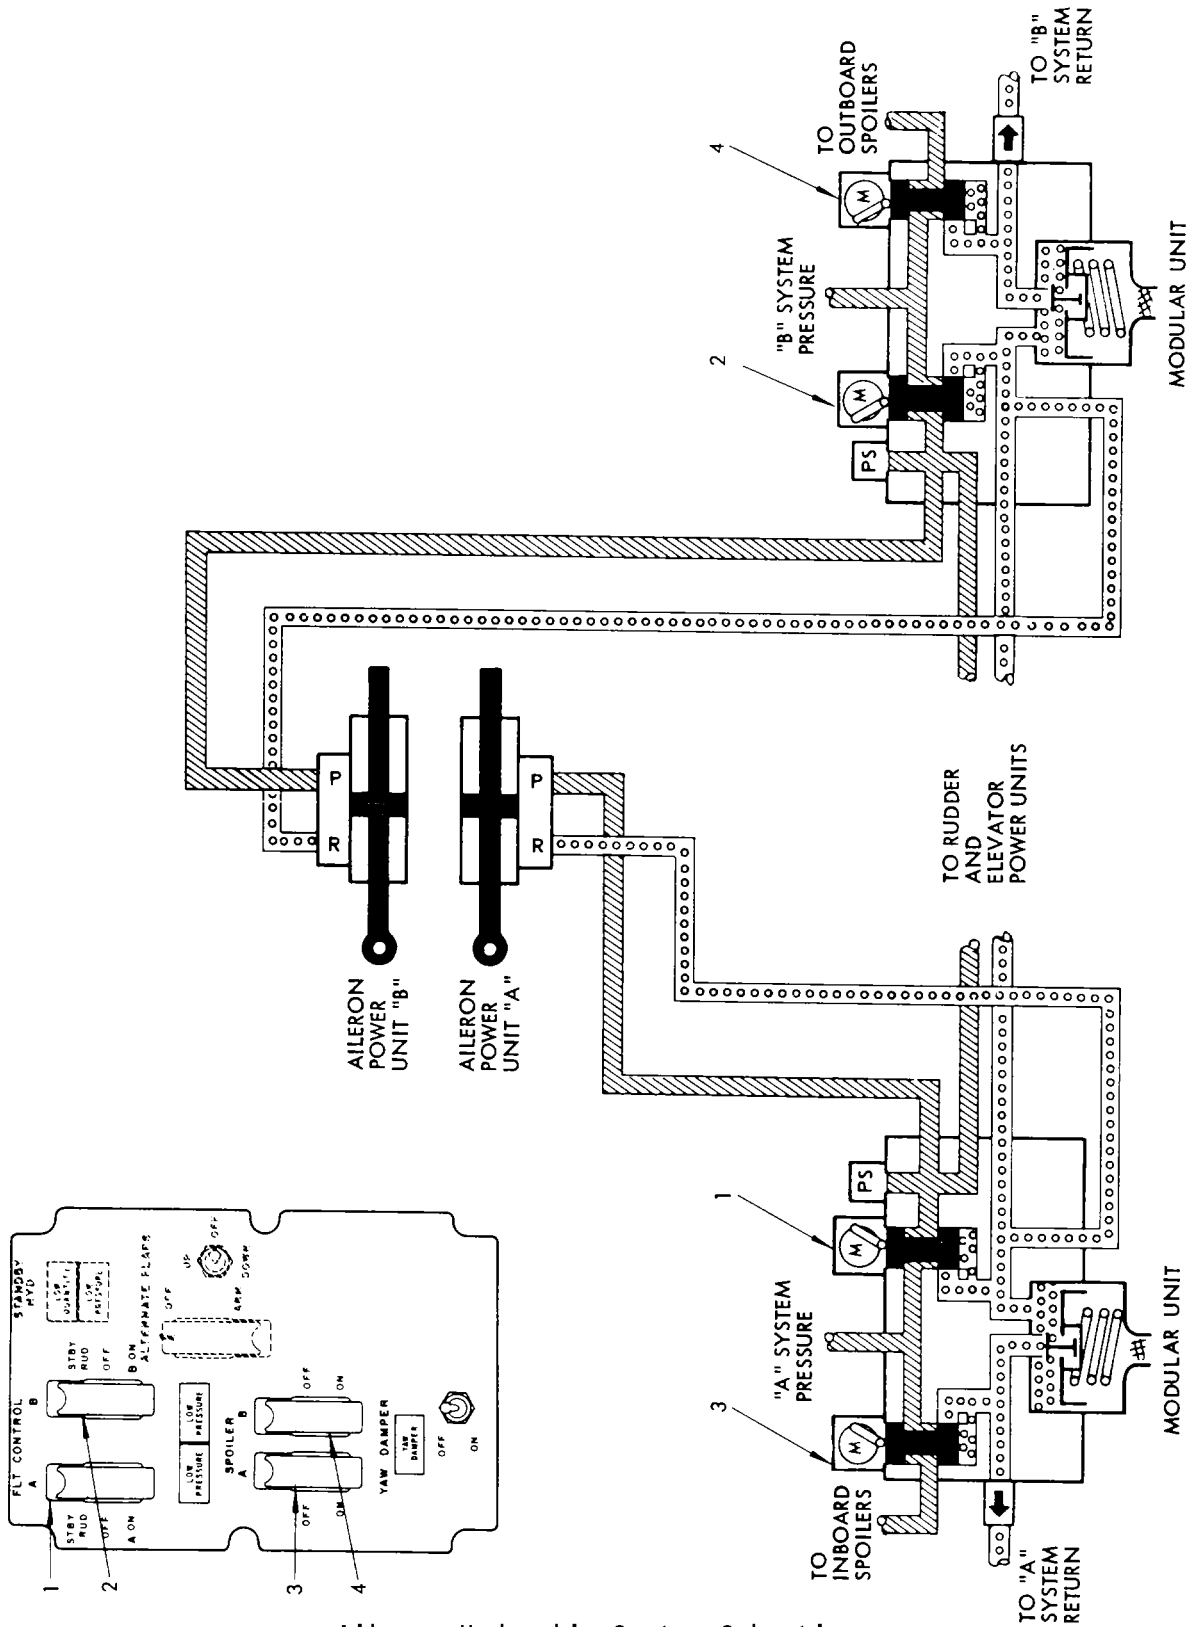 FLT CONTROL
A
B
STBY
RUD
OFF
A ON
STBY
RUD
OFF
B ON
STANDBY
HYD
LOW
QUANTITY
LOW
PRESSURE
ALTERNATE FLAPS
OFF
ARM
UP
OFF
DOWN
LOW
PRESSURE
LOW
PRESSURE
SPOILER
A
B
OFF
ON
OFF
ON
YAW DAMPER
YAW
DAMPER
OFF
ON
1
2
3
4
AILERON
POWER
UNIT "B"
R
P
AILERON
POWER
UNIT "A"
R
P
TO
INBOARD
SPOILERS
3
M
"A" SYSTEM
PRESSURE
1
M
PS
TO "A"
SYSTEM
RETURN
MODULAR UNIT
TO RUDDER
AND
ELEVATOR
POWER UNITS
PS
2
M
"B" SYSTEM
PRESSURE
4
M
TO
OUTBOARD
SPOILERS
TO "B"
SYSTEM
RETURN
MODULAR UNIT